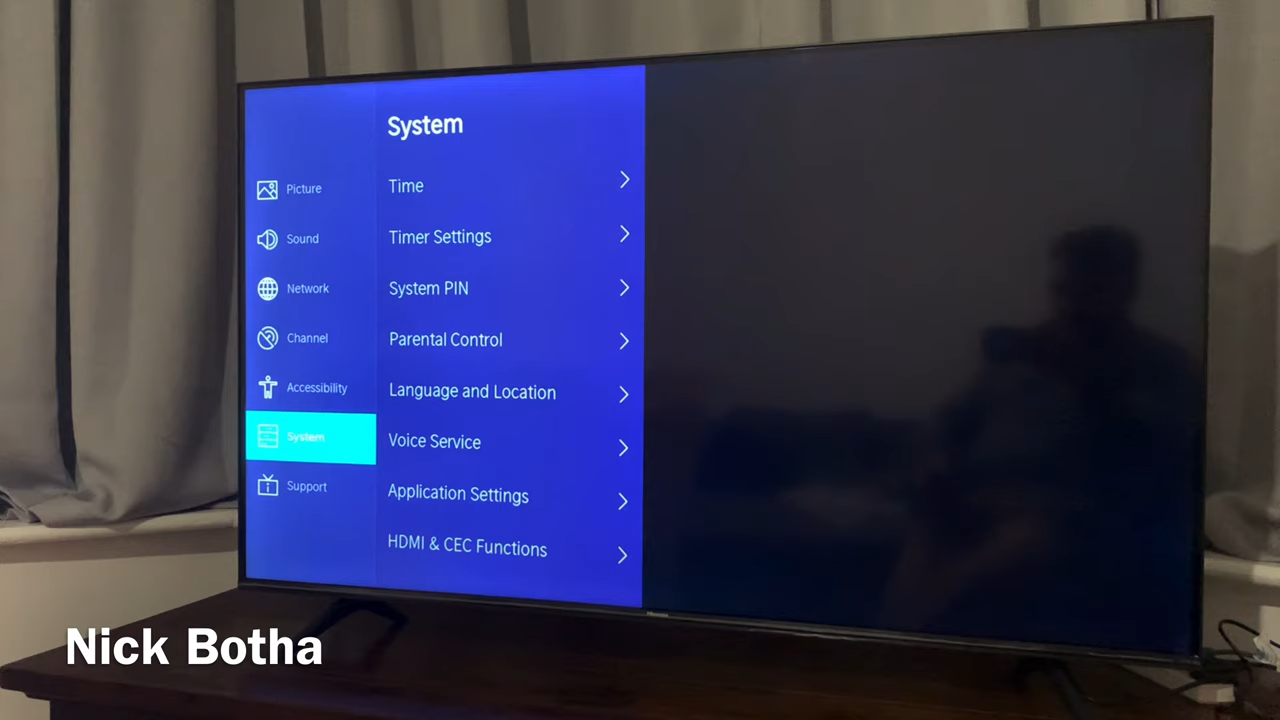 System
Picture
Sound
Network
Channel
Accessibility
System
Support
Time
Timer Settings
System PIN
Parental Control
Language and Location
Voice Service
Application Settings
HDMI & CEC Functions
Nick Botha